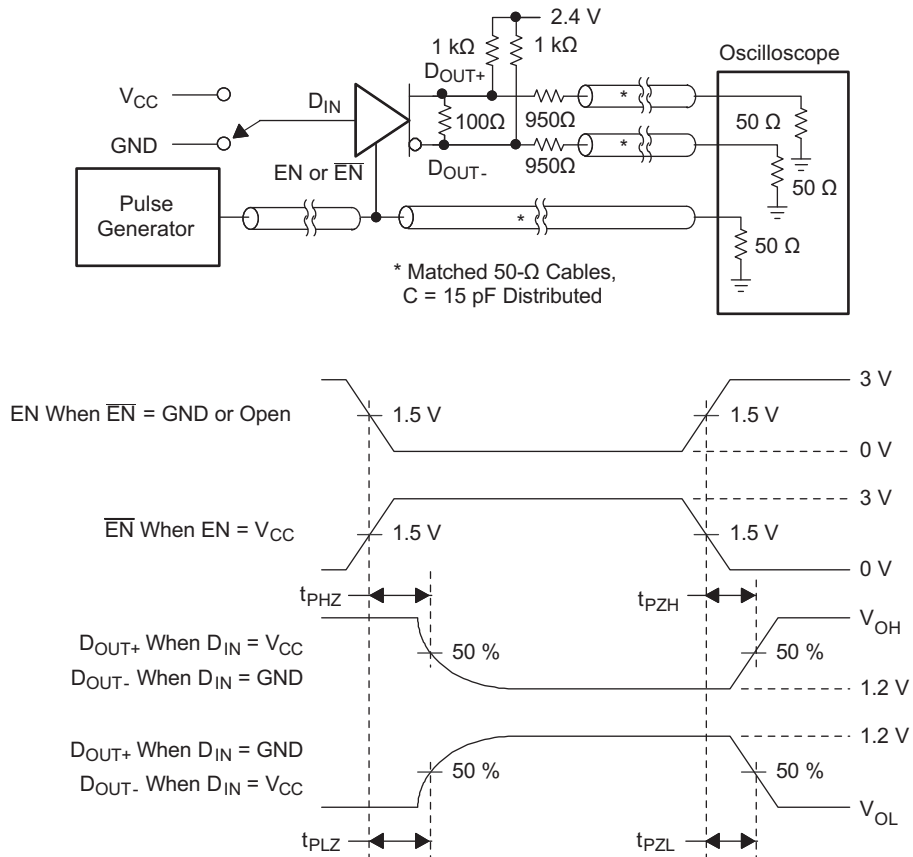 2.4 V
1 kΩ 1 kΩ
Oscilloscope
D_OUT+
V_CC
D_IN
100Ω 950Ω * 50 Ω
GND
950Ω * 50 Ω
EN or E̅N̅
D_OUT-
Pulse
Generator
*
50 Ω
* Matched 50-Ω Cables,
C = 15 pF Distributed
3 V
EN When E̅N̅ = GND or Open
1.5 V 1.5 V
0 V
3 V
E̅N̅ When EN = V_CC
1.5 V 1.5 V
0 V
t_PHZ t_PZH
V_OH
D_OUT+ When D_IN = V_CC
50 % 50 %
D_OUT- When D_IN = GND
1.2 V
1.2 V
D_OUT+ When D_IN = GND
50 % 50 %
D_OUT- When D_IN = V_CC
V_OL
t_PLZ t_PZL